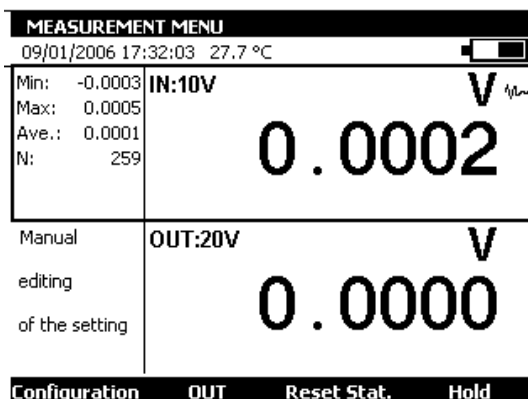 MEASUREMENT MENU
09/01/2006 17:32:03 27.7 °C
Min: -0.0003
Max: 0.0005
Ave.: 0.0001
N: 259
IN:10V V
0.0002
Manual
editing
of the setting
OUT:20V V
0.0000
Configuration OUT Reset Stat. Hold